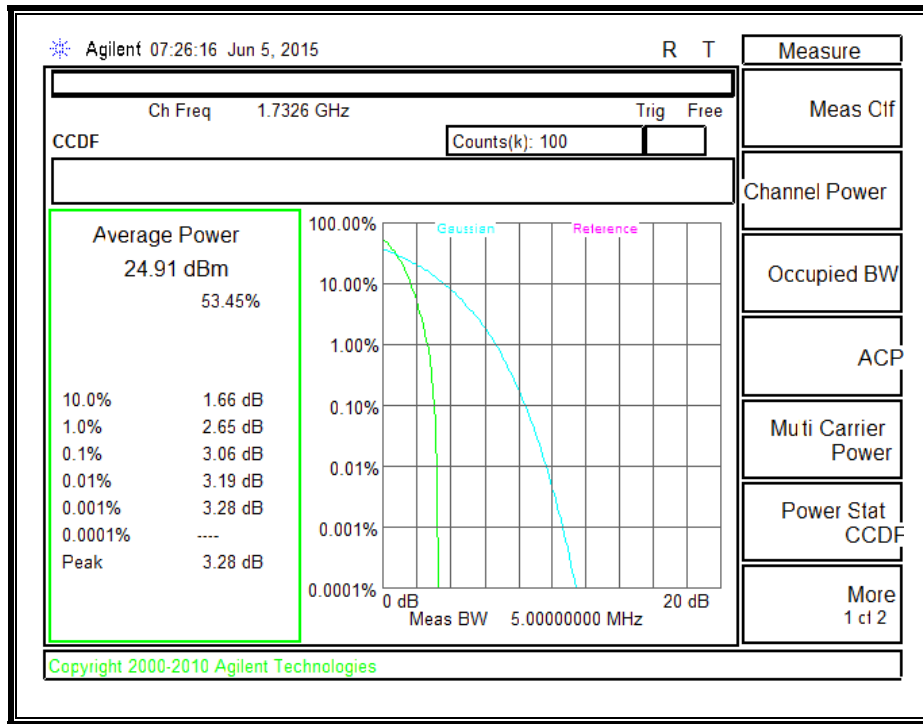 Agilent 07:26:16 Jun 5, 2015 R T
Ch Freq 1.7326 GHz Trig Free
CCDF Counts(k): 100
Average Power
24.91 dBm
53.45%
10.0% 1.66 dB
1.0% 2.65 dB
0.1% 3.06 dB
0.01% 3.19 dB
0.001% 3.28 dB
0.0001% ----
Peak 3.28 dB
Gaussian Reference
100.00%
10.00%
1.00%
0.10%
0.01%
0.001%
0.0001%
0 dB 20 dB
Meas BW 5.00000000 MHz
Measure
Meas Off
Channel Power
Occupied BW
ACP
Multi Carrier
Power
Power Stat
CCDF
More
1 of 2
Copyright 2000-2010 Agilent Technologies